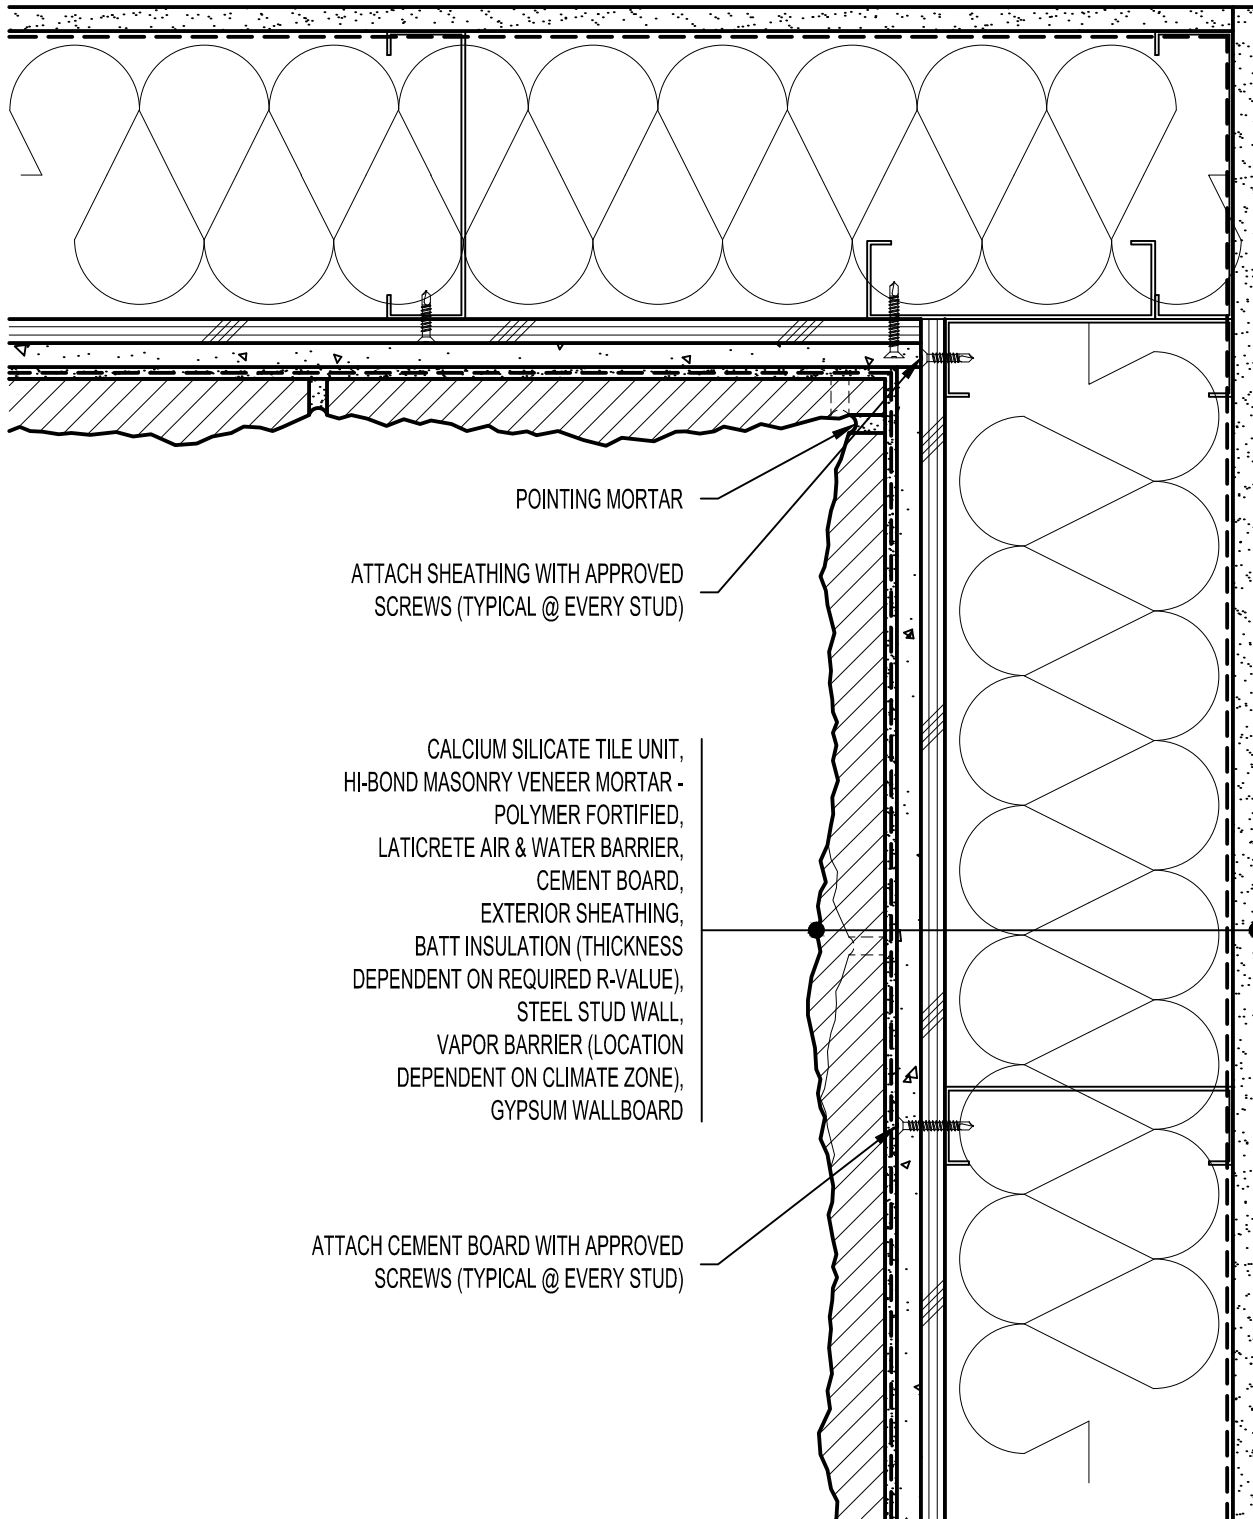 POINTING MORTAR
ATTACH SHEATHING WITH APPROVED
SCREWS (TYPICAL @ EVERY STUD)
CALCIUM SILICATE TILE UNIT,
HI-BOND MASONRY VENEER MORTAR -
POLYMER FORTIFIED,
LATICRETE AIR & WATER BARRIER,
CEMENT BOARD,
EXTERIOR SHEATHING,
BATT INSULATION (THICKNESS
DEPENDENT ON REQUIRED R-VALUE),
STEEL STUD WALL,
VAPOR BARRIER (LOCATION
DEPENDENT ON CLIMATE ZONE),
GYPSUM WALLBOARD
ATTACH CEMENT BOARD WITH APPROVED
SCREWS (TYPICAL @ EVERY STUD)